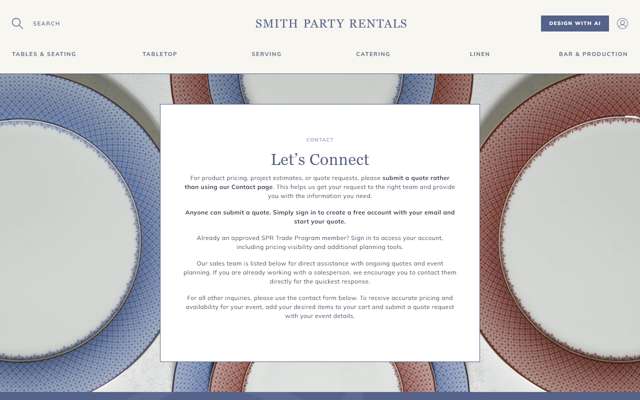 SEARCH
SMITH PARTY RENTALS
DESIGN WITH AI
TABLES & SEATING
TABLETOP
SERVING
CATERING
LINEN
BAR & PRODUCTION
CONTACT
Let's Connect
For product pricing, project estimates, or quote requests, please submit a quote rather
than using our Contact page. This helps us get your request to the right team and provide
you with the information you need.
Anyone can submit a quote. Simply sign in to create a free account with your email and
start your quote.
Already an approved SPR Trade Program member? Sign in to access your account,
including pricing visibility and additional planning tools.
Our sales team is listed below for direct assistance with ongoing quotes and event
planning. If you are already working with a salesperson, we encourage you to contact them
directly for the quickest response.
For all other inquiries, please use the contact form below. To receive accurate pricing and
availability for your event, add your desired items to your cart and submit a quote request
with your event details.